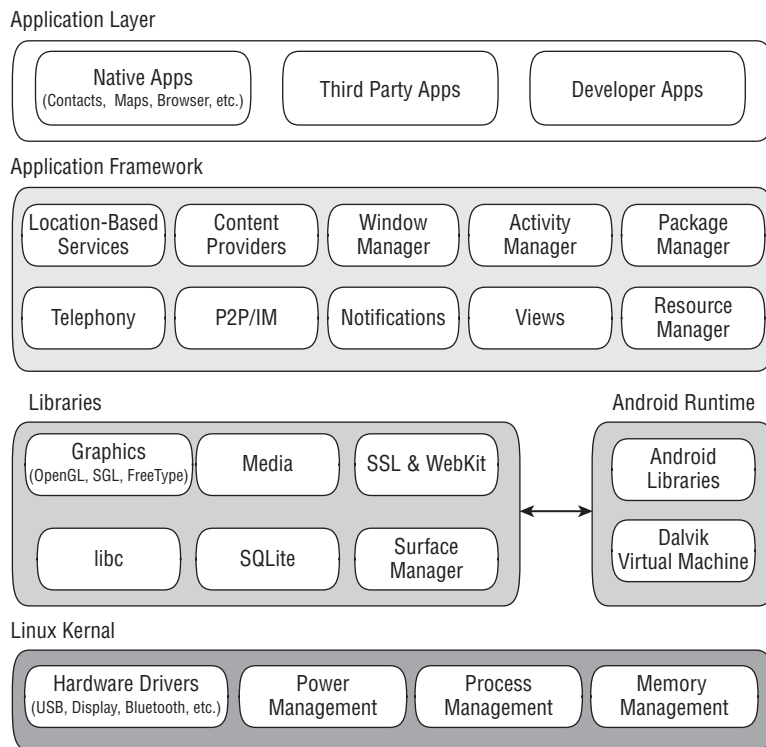 Application Layer
Native Apps
(Contacts, Maps, Browser, etc.)
Third Party Apps
Developer Apps
Application Framework
Location-Based
Services
Content
Providers
Window
Manager
Activity
Manager
Package
Manager
Telephony
P2P/IM
Notifications
Views
Resource
Manager
Libraries
Graphics
(OpenGL, SGL, FreeType)
Media
SSL & WebKit
libc
SQLite
Surface
Manager
Android Runtime
Android
Libraries
Dalvik
Virtual Machine
Linux Kernal
Hardware Drivers
(USB, Display, Bluetooth, etc.)
Power
Management
Process
Management
Memory
Management